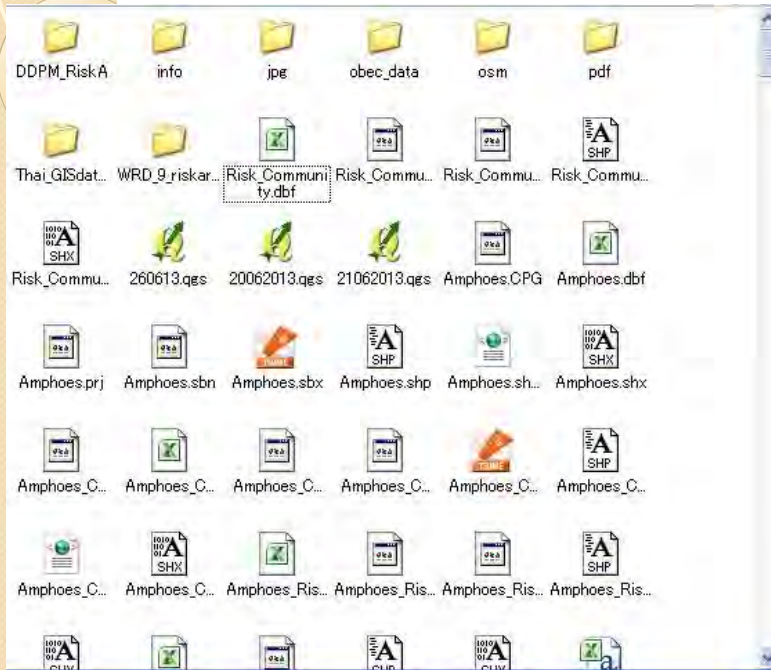 DDPM_RiskA info jpg obec_data osm pdf
Thai_GISdat... WRD_9_riskar... Risk_Communi Risk_Commu... Risk_Commu... Risk_Commu...
ty.dbf
SHP
SHX
Risk_Commu... 260613.qgs 20062013.qgs 21062013.qgs Amphoes.CPG Amphoes.dbf
SHP
SHX
Amphoes.prj Amphoes.sbn Amphoes.sbx Amphoes.shp Amphoes.sh... Amphoes.shx
SHP
Amphoes_C... Amphoes_C... Amphoes_C... Amphoes_C... Amphoes_C... Amphoes_C...
SHX
SHP
Amphoes_C... Amphoes_C... Amphoes_Ris... Amphoes_Ris... Amphoes_Ris... Amphoes_Ris...